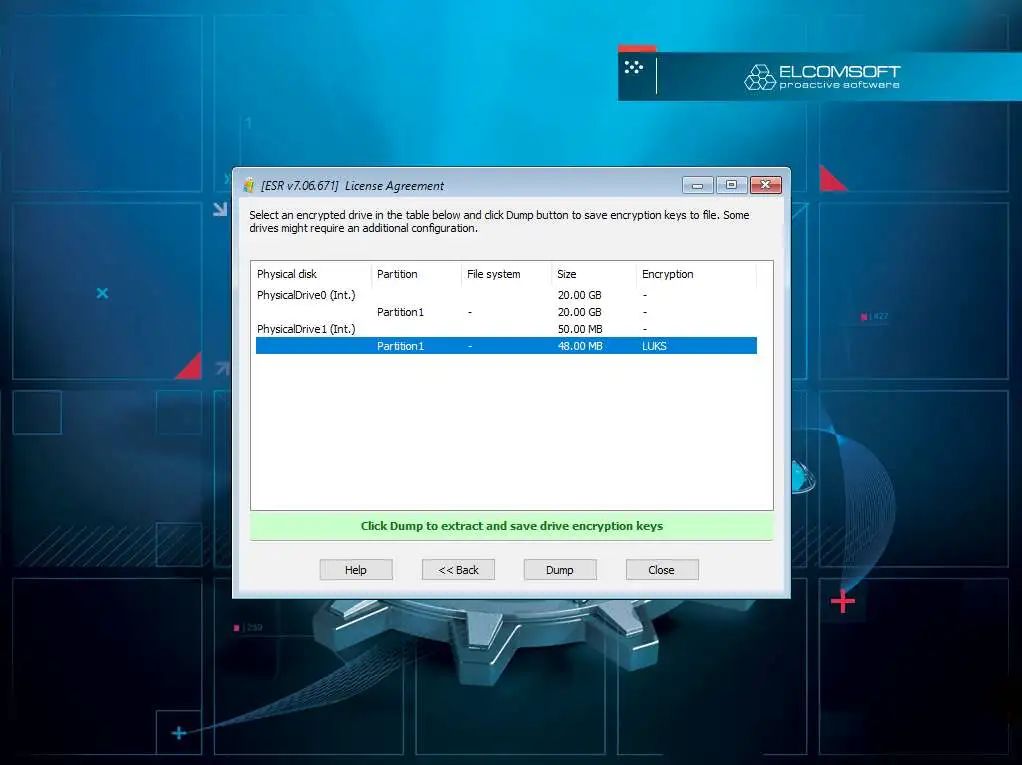 ELCOMSOFT
proactive software
1
[ESR v7.06.671] License Agreement
Select an encrypted drive in the table below and click Dump button to save encryption keys to file. Some
drives might require an additional configuration.
Physical disk Partition File system Size Encryption
PhysicalDrive0 (Int.) 20.00 GB -
Partition1 - 20.00 GB -
PhysicalDrive1 (Int.) 50.00 MB -
Partition1 - 48.00 MB LUKS
427
Click Dump to extract and save drive encryption keys
Help << Back Dump Close
259